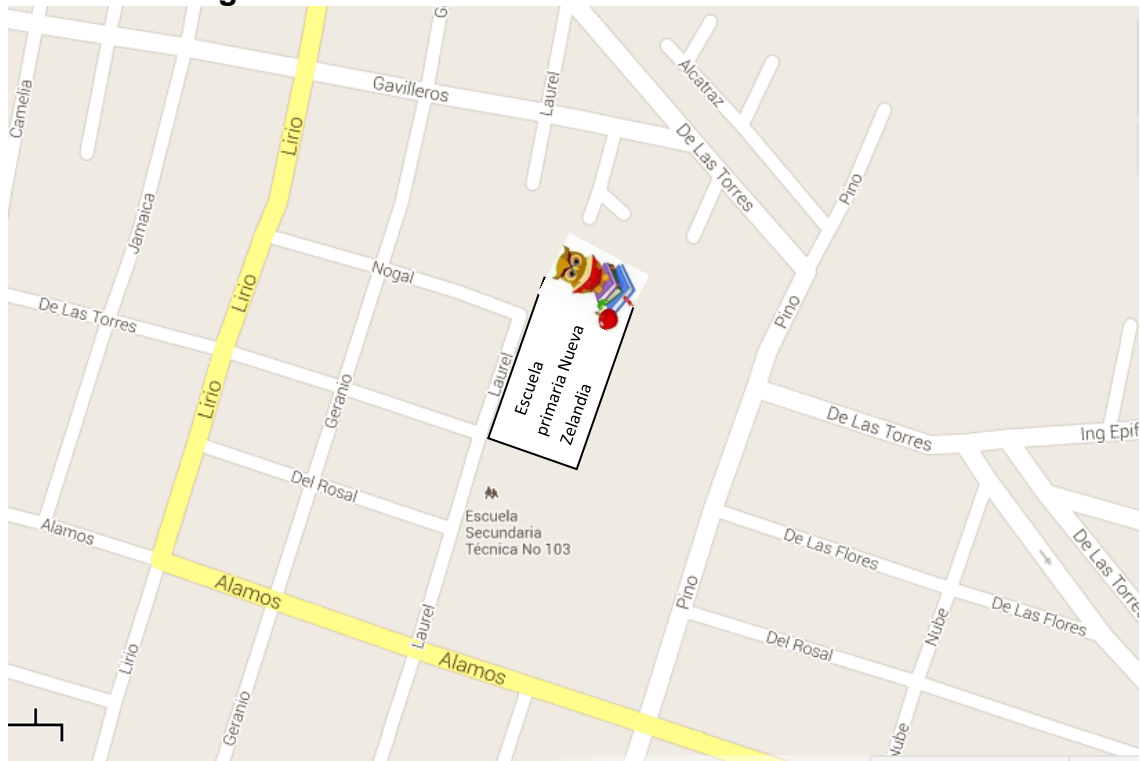 g
G
Gavilleros
Laurel
Alcatraz
Camelia
Lirio
De Las Torres
Pino
Jamaica
Nogal
Lirio
De Las Torres
Pino
Laurel
Escuela
primaria Nueva
Zelandia
Lirio
Geranio
De Las Torres
Ing Epif
Del Rosal
Escuela
Secundaria
Técnica No 103
Alamos
De Las Flores
De Las Torre
Alamos
Pino
De Las Flores
Laurel
Nube
Del Rosal
Lirio
Alamos
Geranio
Nube